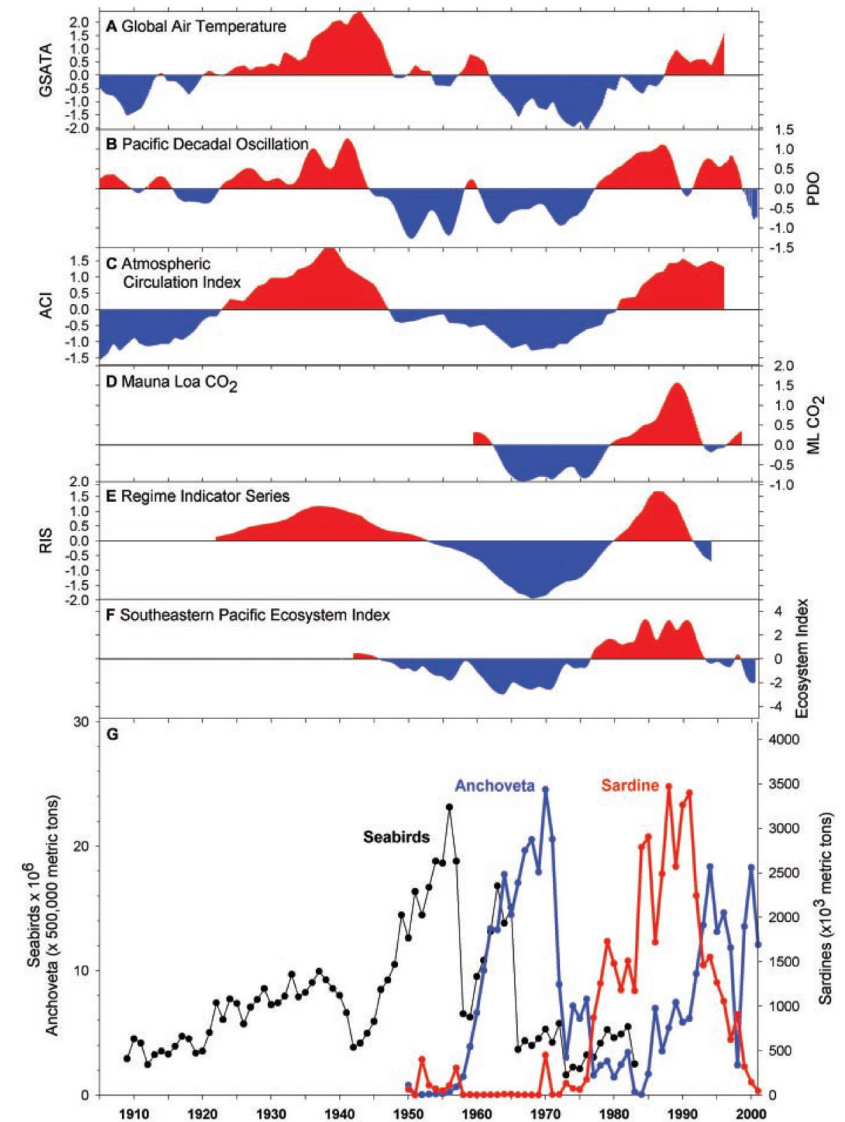 A Global Air Temperature
GSATA
2.0
1.5
1.0
0.5
0.0
-0.5
-1.0
-1.5
-2.0
B Pacific Decadal Oscillation
PDO
1.5
1.0
0.5
0.0
-0.5
-1.0
-1.5
C Atmospheric
Circulation Index
ACI
1.5
1.0
0.5
0.0
-0.5
-1.0
-1.5
D Mauna Loa CO2
ML CO2
2.0
1.5
1.0
0.5
0.0
-0.5
-1.0
E Regime Indicator Series
RIS
2.0
1.5
1.0
0.5
0.0
-0.5
-1.0
-1.5
-2.0
F Southeastern Pacific Ecosystem Index
Ecosystem Index
4
2
0
-2
-4
G
Seabirds x 10^6
Anchoveta (x 500,000 metric tons)
30
20
10
0
Anchoveta
Sardine
Seabirds
4000
3500
3000
2500
2000
1500
1000
500
0
Sardines (x10^3 metric tons)
1910 1920 1930 1940 1950 1960 1970 1980 1990 2000